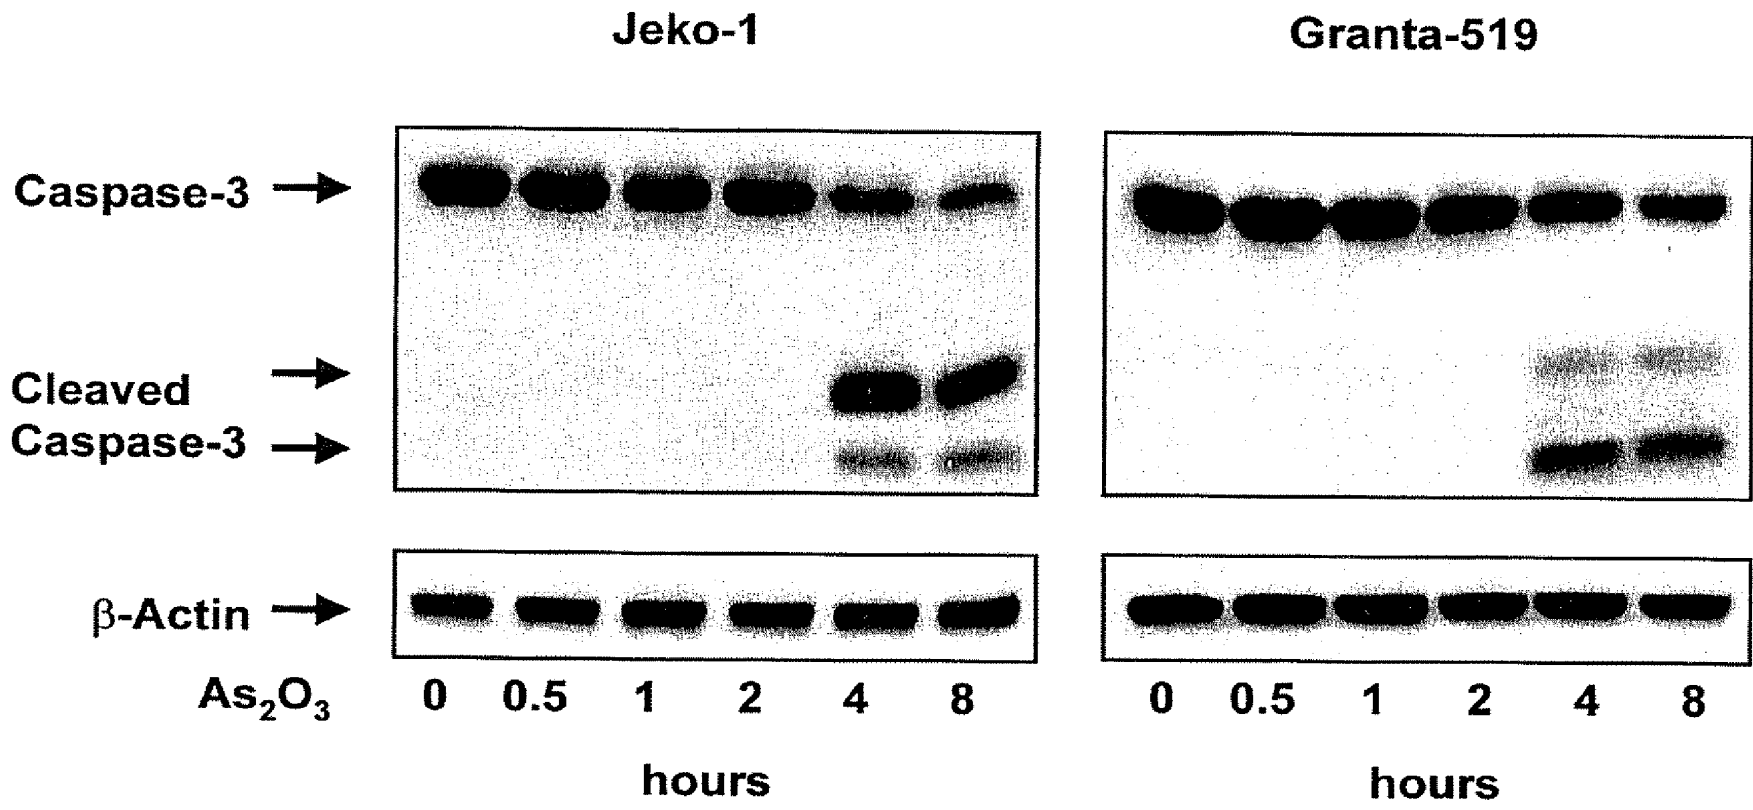 Jeko-1 Granta-519
Caspase-3
Cleaved
Caspase-3
β-Actin
As₂O₃ 0 0.5 1 2 4 8 0 0.5 1 2 4 8
hours hours